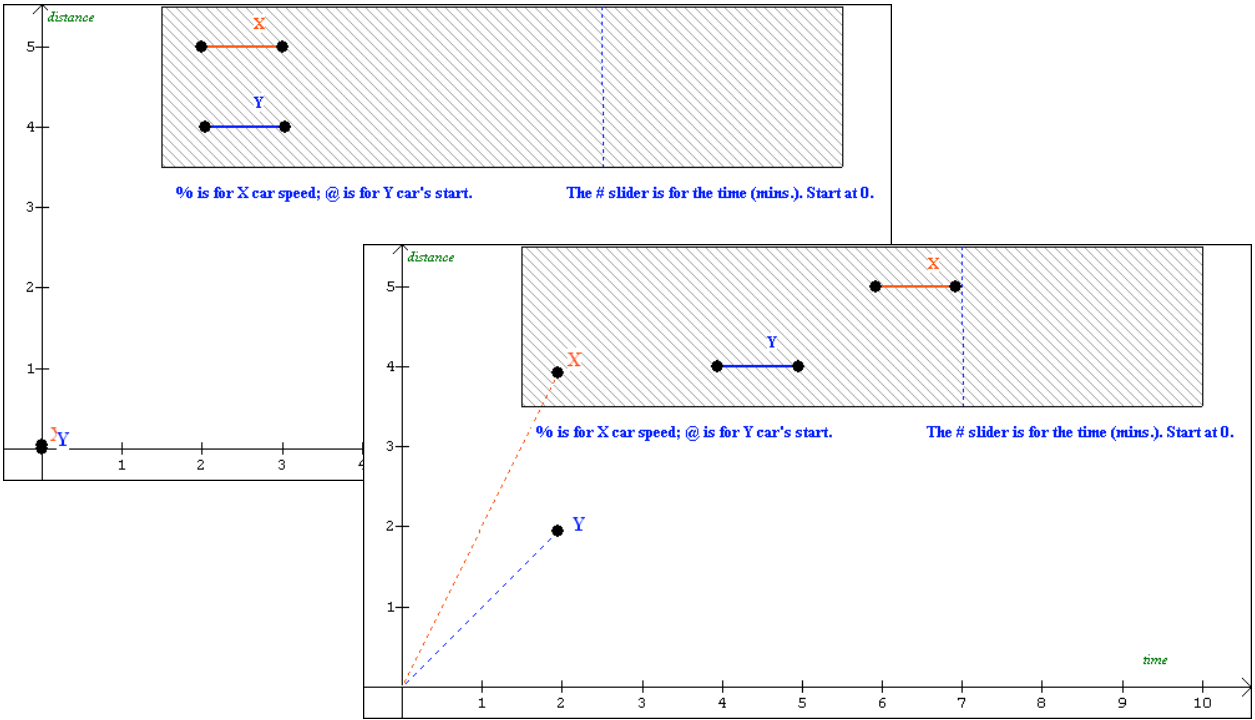 distance
X
5
Y
4
% is for X car speed; @ is for Y car's start.
The # slider is for the time (mins.). Start at 0.
3
2
1
X
Y
1
2
3
4
distance
X
5
Y
X
4
% is for X car speed; @ is for Y car's start.
The # slider is for the time (mins.). Start at 0.
3
2
Y
1
time
1
2
3
4
5
6
7
8
9
10